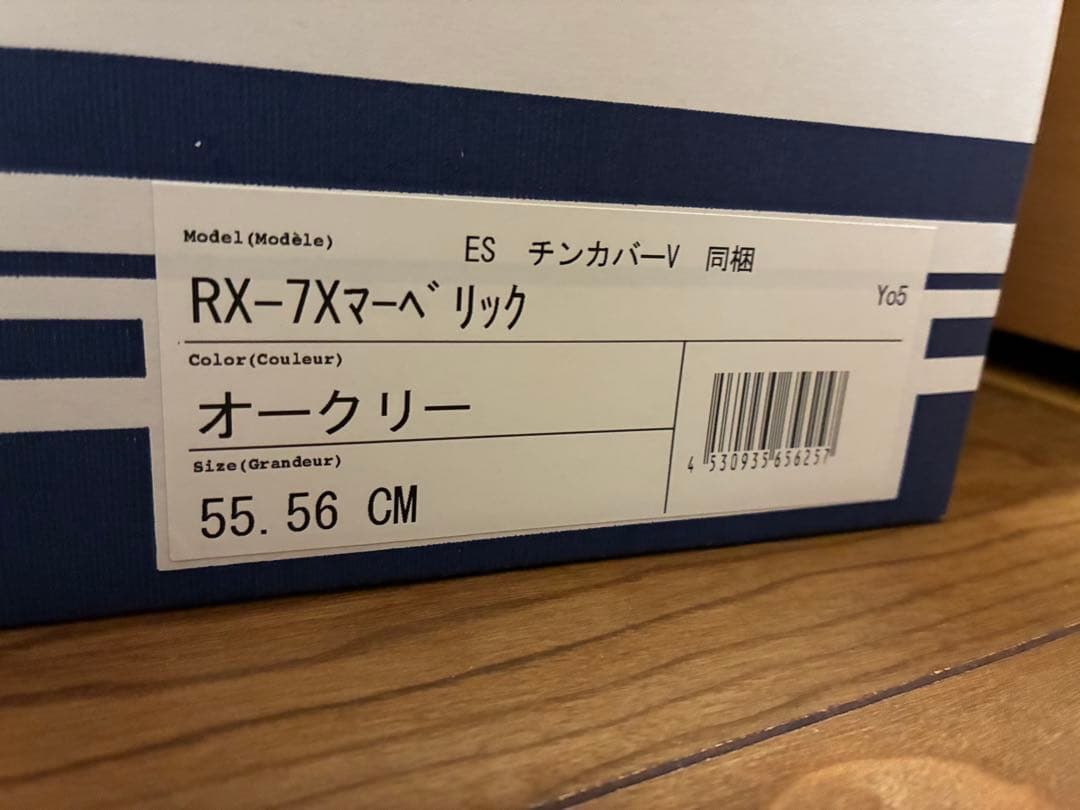 Model(Modèle)
ES チンカバーV 同梱
RX-7Xﾏｰﾍﾞﾘｯｸ
Yo5
Color(Couleur)
オークリー
Size(Grandeur)
55.56 CM
4 530935 656257